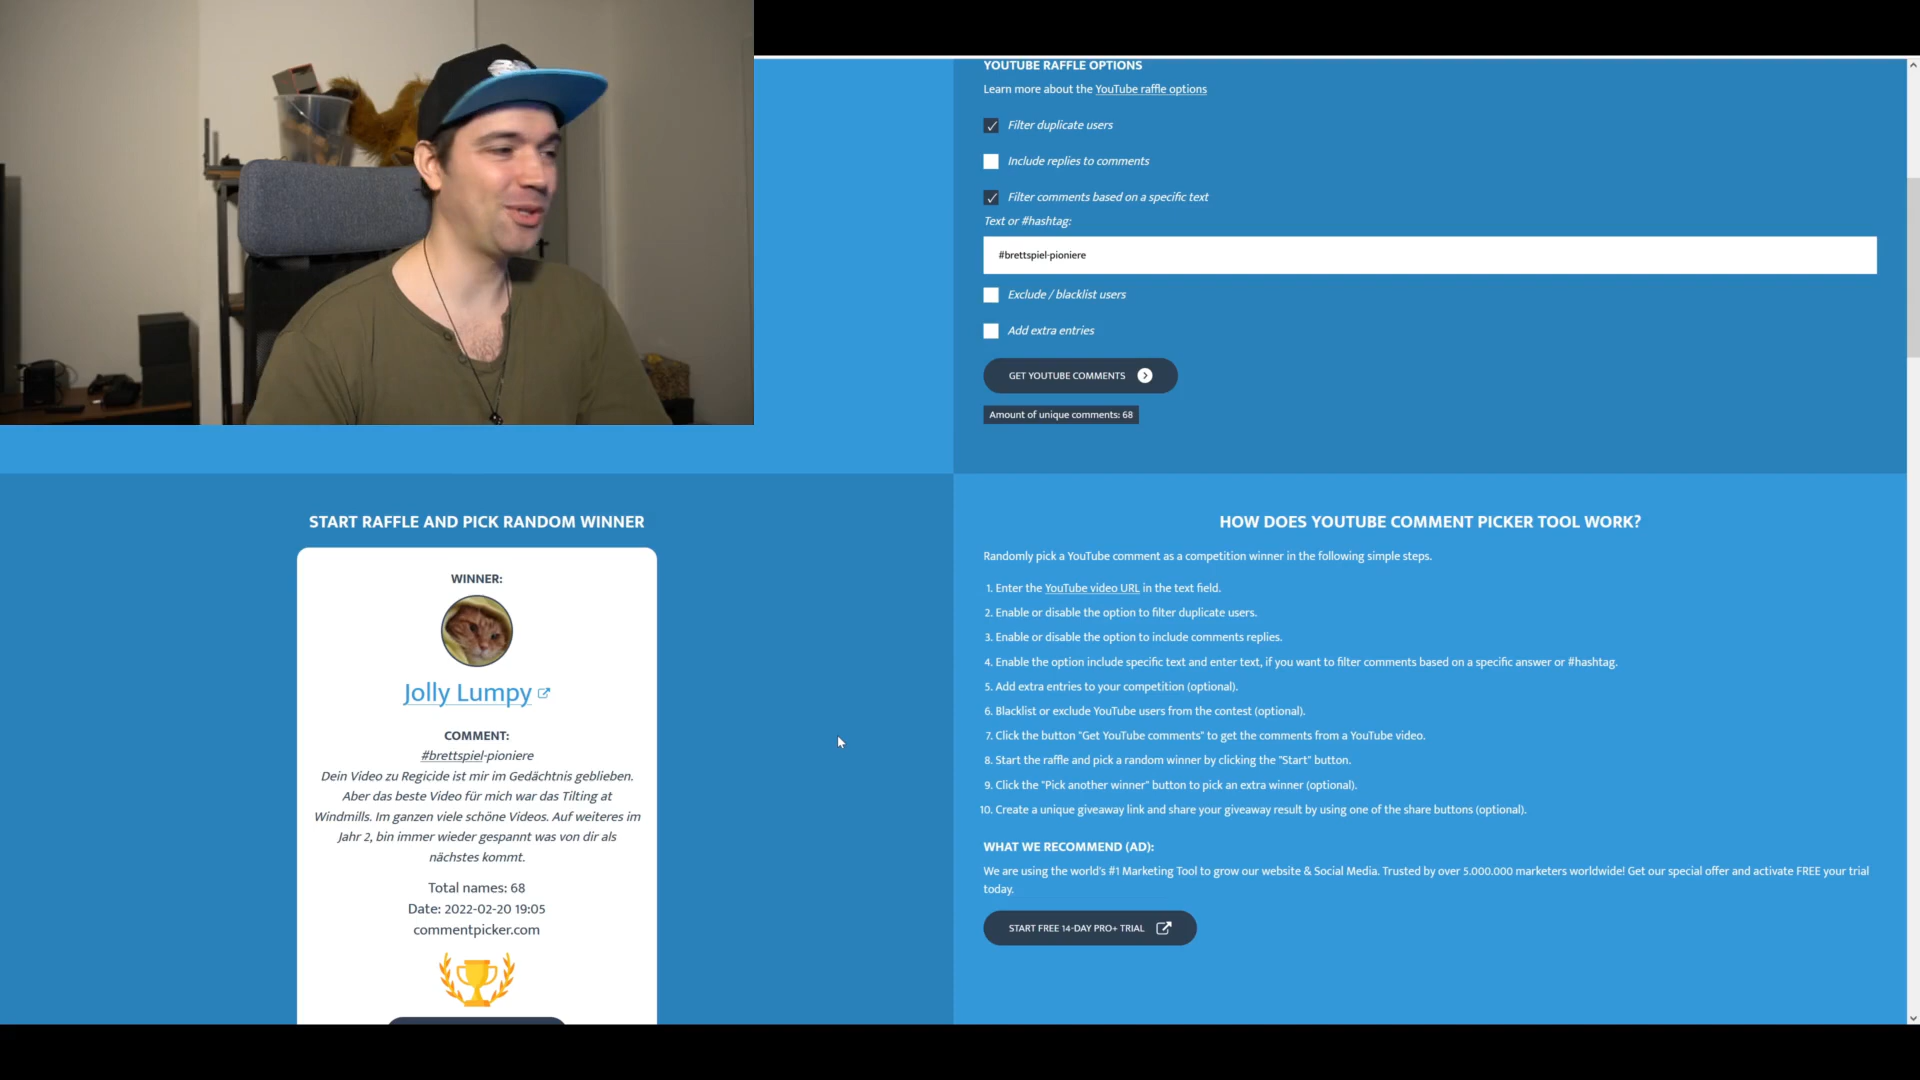 YOUTUBE RAFFLE OPTIONS
Learn more about the YouTube raffle options
Filter duplicate users
Include replies to comments
Filter comments based on a specific text
Text or #hashtag:
#brettspiel-pioniere
Exclude / blacklist users
Add extra entries
GET YOUTUBE COMMENTS
Amount of unique comments: 68
START RAFFLE AND PICK RANDOM WINNER
WINNER:
Jolly Lumpy
COMMENT:
#brettspiel-pioniere
Dein Video zu Regicide ist mir im Gedächtnis geblieben.
Aber das beste Video für mich war das Tilting at
Windmills. Im ganzen viele schöne Videos. Auf weiteres im
Jahr 2, bin immer wieder gespannt was von dir als
nächstes kommt.
Total names: 68
Date: 2022-02-20 19:05
commentpicker.com
HOW DOES YOUTUBE COMMENT PICKER TOOL WORK?
Randomly pick a YouTube comment as a competition winner in the following simple steps.
1. Enter the YouTube video URL in the text field.
2. Enable or disable the option to filter duplicate users.
3. Enable or disable the option to include comments replies.
4. Enable the option include specific text and enter text, if you want to filter comments based on a specific answer or #hashtag.
5. Add extra entries to your competition (optional).
6. Blacklist or exclude YouTube users from the contest (optional).
7. Click the button "Get YouTube comments" to get the comments from a YouTube video.
8. Start the raffle and pick a random winner by clicking the "Start" button.
9. Click the "Pick another winner" button to pick an extra winner (optional).
10. Create a unique giveaway link and share your giveaway result by using one of the share buttons (optional).
WHAT WE RECOMMEND (AD):
We are using the world's #1 Marketing Tool to grow our website & Social Media. Trusted by over 5.000.000 marketers worldwide! Get our special offer and activate FREE your trial
today.
START FREE 14-DAY PRO+ TRIAL